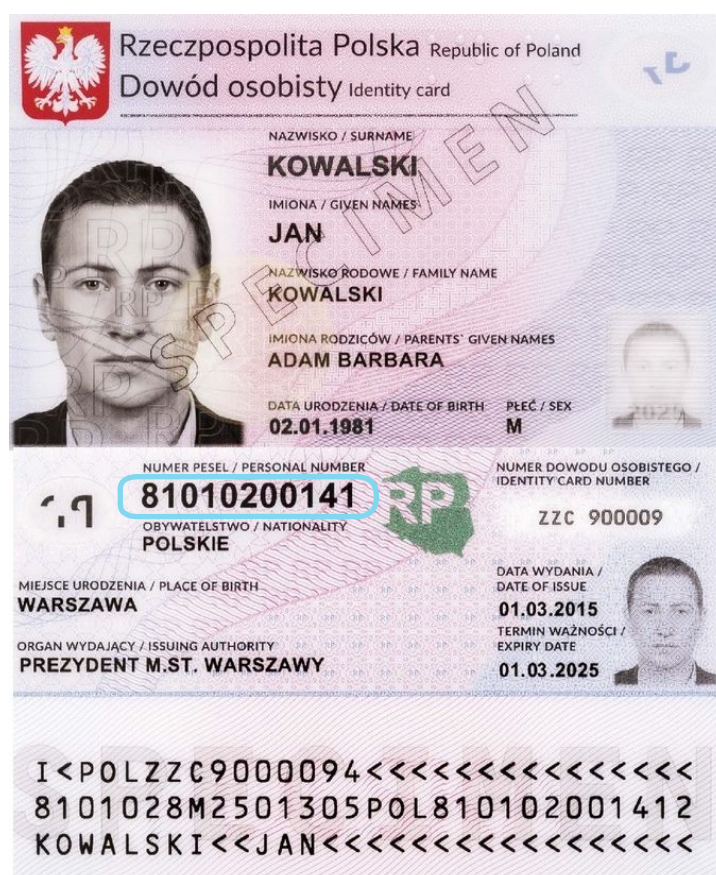 Rzeczpospolita Polska Republic of Poland
Dowód osobisty Identity card
SPECIMEN
NAZWISKO / SURNAME
KOWALSKI
IMIONA / GIVEN NAMES
JAN
NAZWISKO RODOWE / FAMILY NAME
KOWALSKI
IMIONA RODZICÓW / PARENTS` GIVEN NAMES
ADAM BARBARA
DATA URODZENIA / DATE OF BIRTH PŁEĆ / SEX
02.01.1981 M
NUMER PESEL / PERSONAL NUMBER
81010200141
RP
OBYWATELSTWO / NATIONALITY
POLSKIE
NUMER DOWODU OSOBISTEGO /
IDENTITY CARD NUMBER
ZZC 900009
MIEJSCE URODZENIA / PLACE OF BIRTH
WARSZAWA
DATA WYDANIA /
DATE OF ISSUE
01.03.2015
ORGAN WYDAJĄCY / ISSUING AUTHORITY
PREZYDENT M.ST. WARSZAWY
TERMIN WAŻNOŚCI /
EXPIRY DATE
01.03.2025
SPECIMEN
I<POLZZC9000094<<<<<<<<<<<<<<<
8101028M2501305POL810102001412
KOWALSKI<<JAN<<<<<<<<<<<<<<<<<